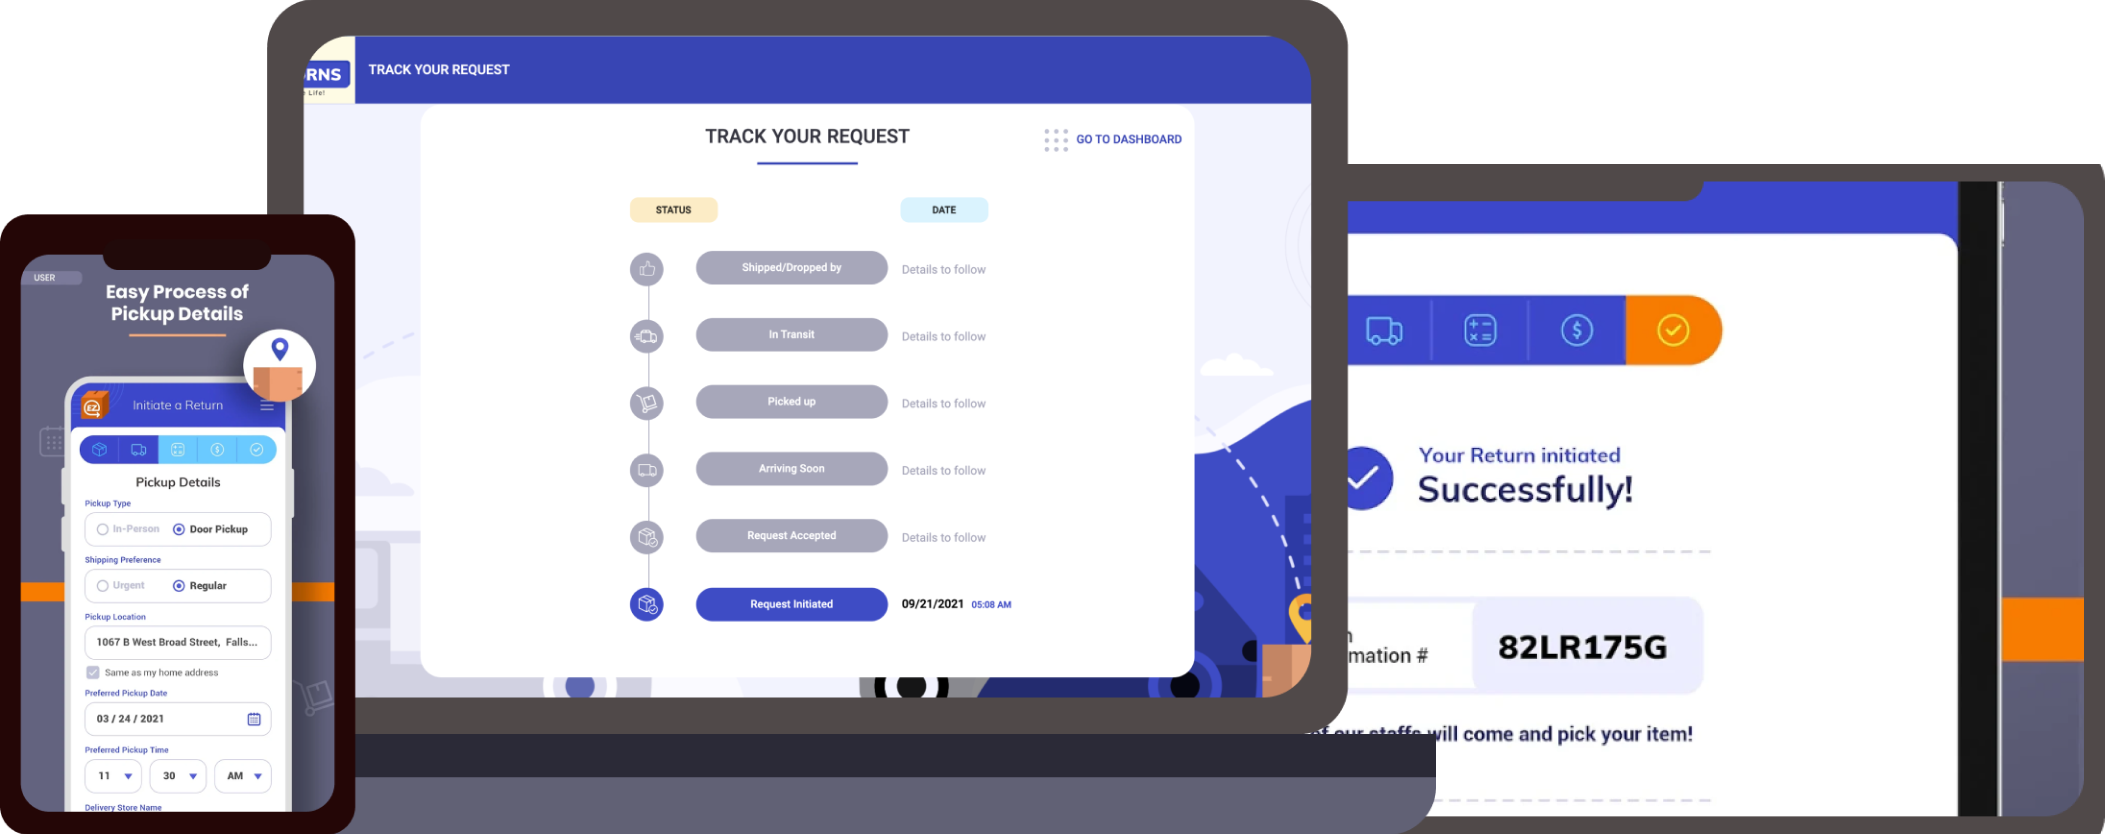 USER
Easy Process of
Pickup Details
EZ
Initiate a Return
Pickup Details
Pickup Type
In-Person Door Pickup
Shipping Preference
Urgent Regular
Pickup Location
1067 B West Broad Street, Falls...
Same as my home address
Preferred Pickup Date
03 / 24 / 2021
Preferred Pickup Time
11 30 AM
Delivery Store Name
RNS
Life!
TRACK YOUR REQUEST
TRACK YOUR REQUEST
GO TO DASHBOARD
STATUS DATE
Shipped/Dropped by Details to follow
In Transit Details to follow
Picked up Details to follow
Arriving Soon Details to follow
Request Accepted Details to follow
Request Initiated 09/21/2021 05:08 AM
Your Return initiated
Successfully!
mation # 82LR175G
of our staffs will come and pick your item!